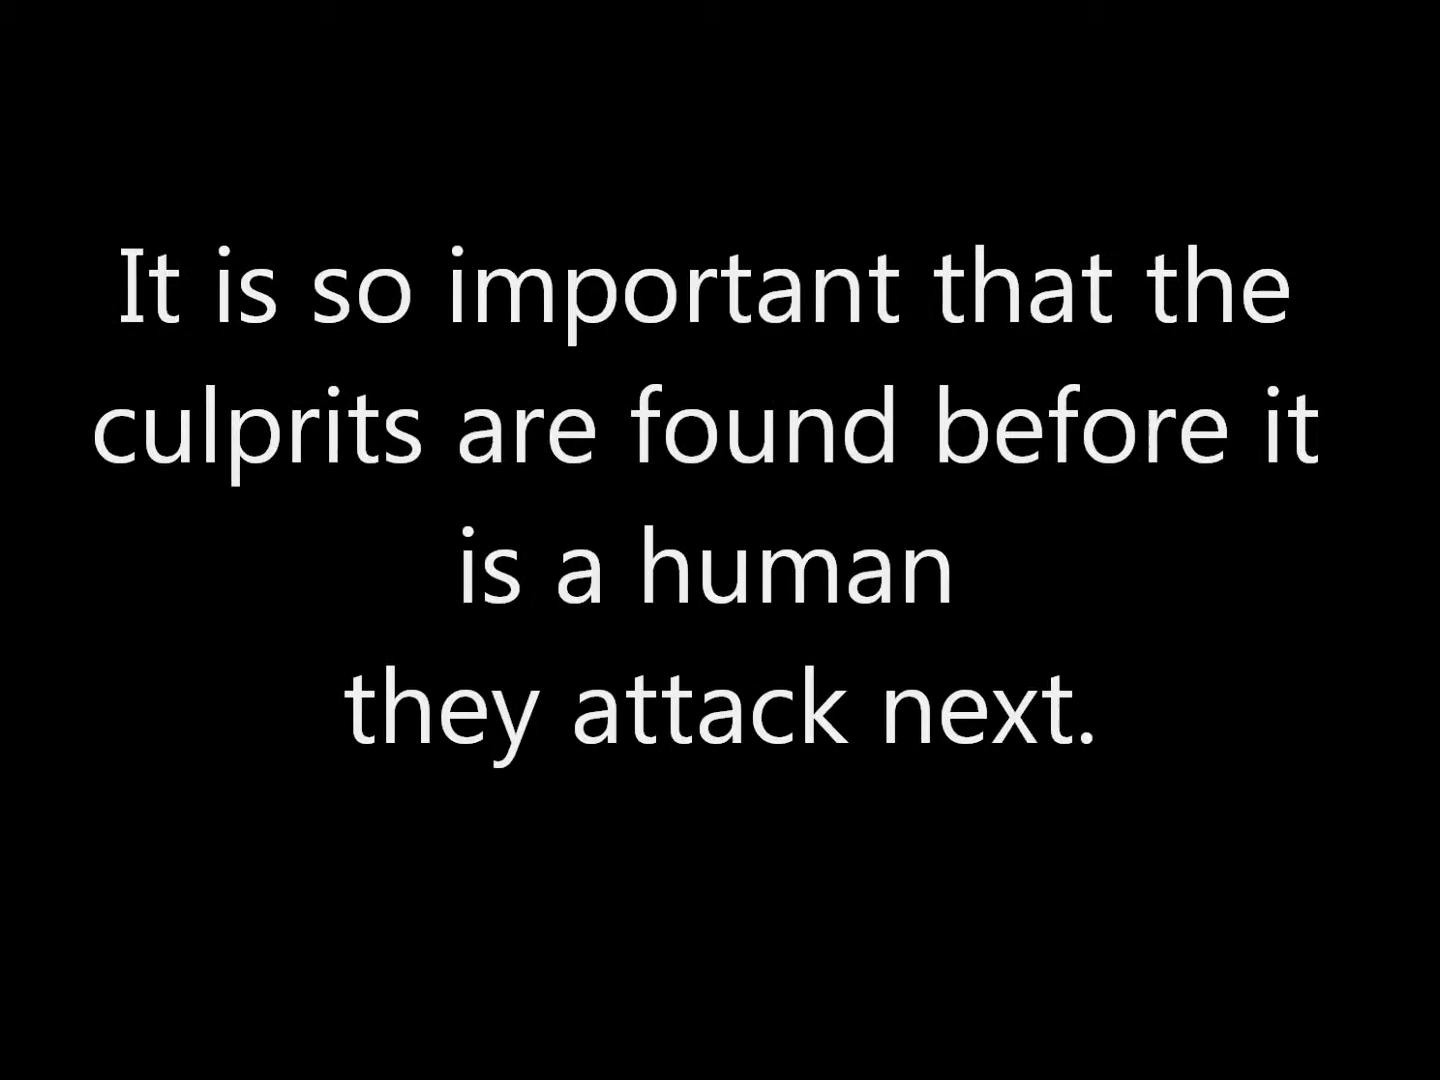 It is so important that the
culprits are found before it
is a human
they attack next.